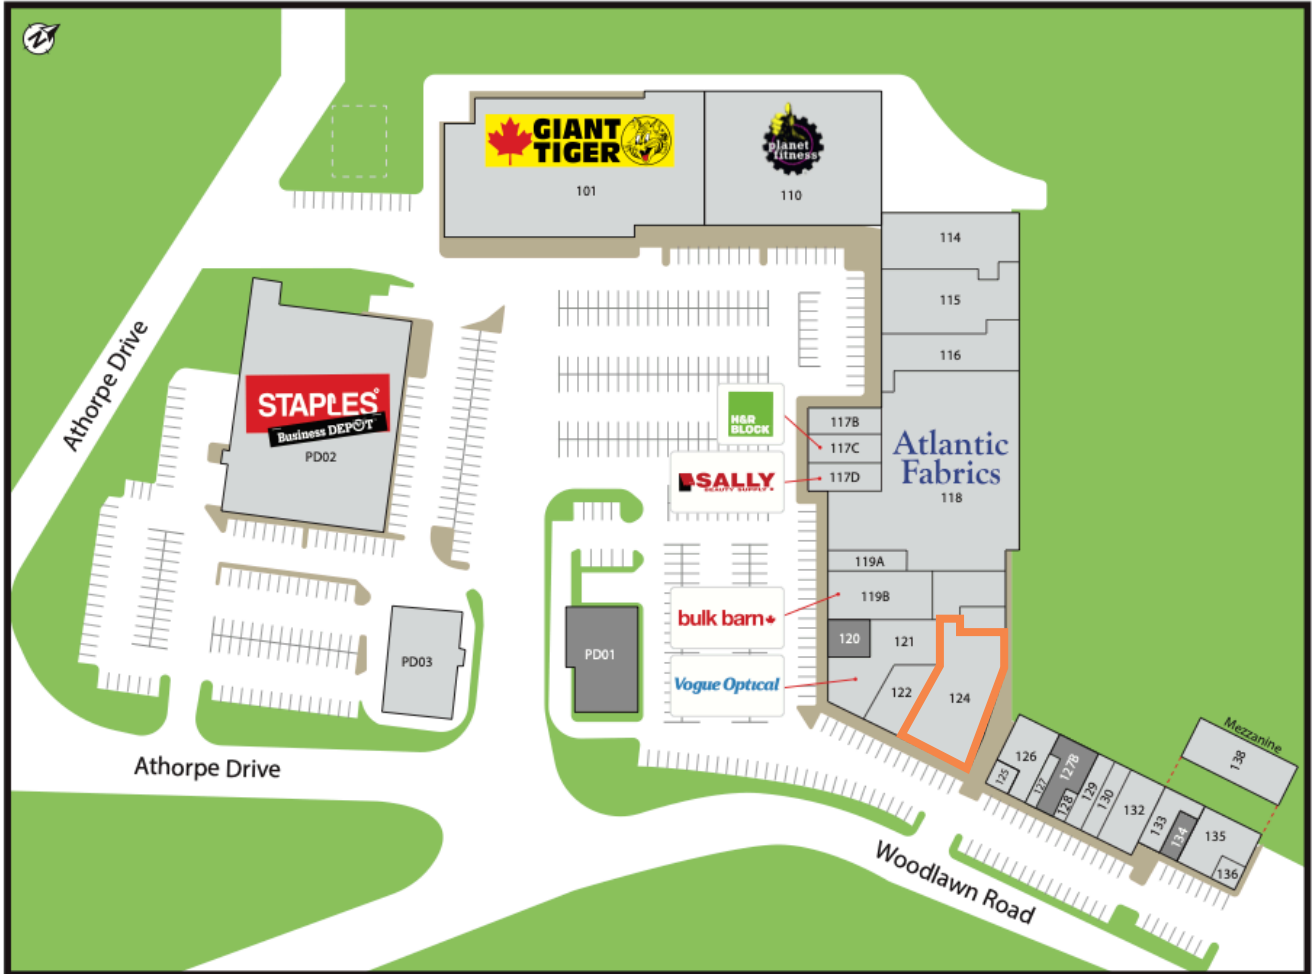 N
GIANT
TIGER
101
planet
fitness
110
114
115
116
Athorpe Drive
STAPLES
Business DEPOT
PD02
H&R
BLOCK
117B
117C
117D
SALLY
BEAUTY SUPPLY
Atlantic
Fabrics
118
119A
119B
bulk barn
120
121
PD01
PD03
Vogue Optical
122
124
Athorpe Drive
125
126
127
127B
128
129
130
132
133
134
135
136
Mezzanine
138
Woodlawn Road